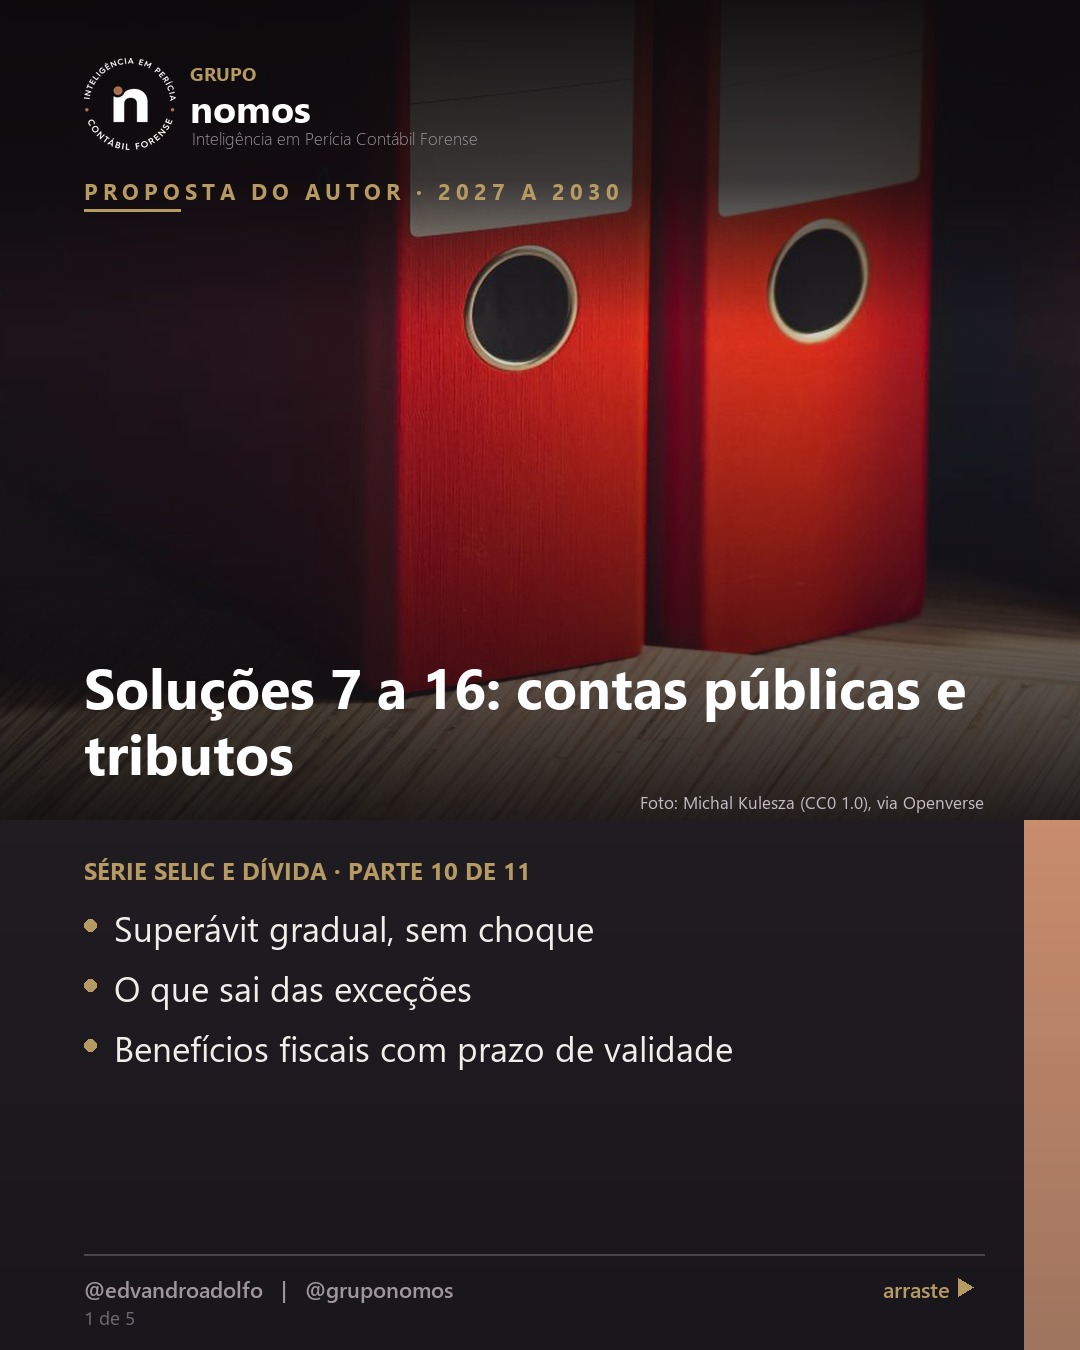 INTELIGÊNCIA EM PERÍCIA
CONTÁBIL FORENSE
n
GRUPO
nomos
Inteligência em Perícia Contábil Forense
PROPOSTA DO AUTOR · 2027 A 2030
Soluções 7 a 16: contas públicas e
tributos
Foto: Michal Kulesza (CC0 1.0), via Openverse
SÉRIE SELIC E DÍVIDA · PARTE 10 DE 11
Superávit gradual, sem choque
O que sai das exceções
Benefícios fiscais com prazo de validade
@edvandroadolfo | @gruponomos
arraste
1 de 5